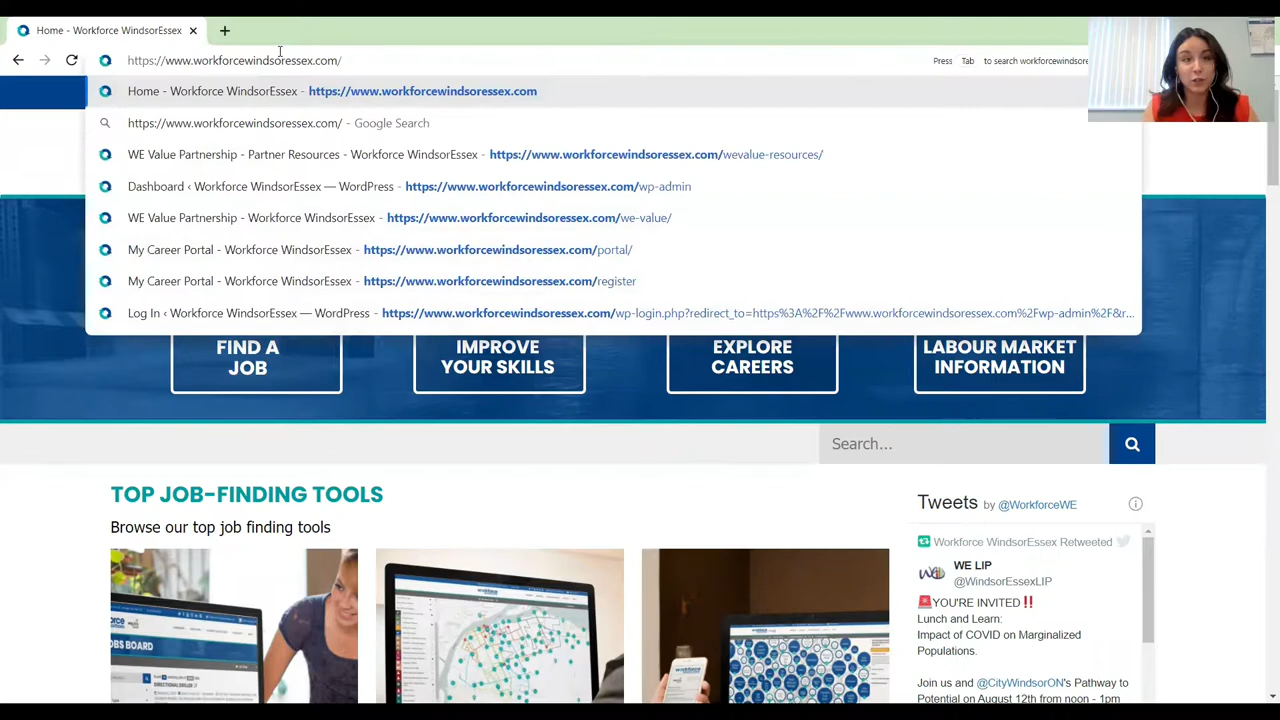 Home - Workforce WindsorEssex
https://www.workforcewindsoressex.com/
Press Tab to search workforcewindsore
Home - Workforce WindsorEssex - https://www.workforcewindsoressex.com
https://www.workforcewindsoressex.com/ - Google Search
WE Value Partnership - Partner Resources - Workforce WindsorEssex - https://www.workforcewindsoressex.com/wevalue-resources/
Dashboard ‹ Workforce WindsorEssex — WordPress - https://www.workforcewindsoressex.com/wp-admin
WE Value Partnership - Workforce WindsorEssex - https://www.workforcewindsoressex.com/we-value/
My Career Portal - Workforce WindsorEssex - https://www.workforcewindsoressex.com/portal/
My Career Portal - Workforce WindsorEssex - https://www.workforcewindsoressex.com/register
Log In ‹ Workforce WindsorEssex — WordPress - https://www.workforcewindsoressex.com/wp-login.php?redirect_to=https%3A%2F%2Fwww.workforcewindsoressex.com%2Fwp-admin%2F&r...
FIND A
JOB
IMPROVE
YOUR SKILLS
EXPLORE
CAREERS
LABOUR MARKET
INFORMATION
Search...
TOP JOB-FINDING TOOLS
Browse our top job finding tools
Tweets by @WorkforceWE
Workforce WindsorEssex Retweeted
WE LIP
@WindsorEssexLIP
🚨YOU'RE INVITED‼️
Lunch and Learn:
Impact of COVID on Marginalized
Populations.
Join us and @CityWindsorON's Pathway to
Potential on August 12th from noon - 1pm
JOBS BOARD